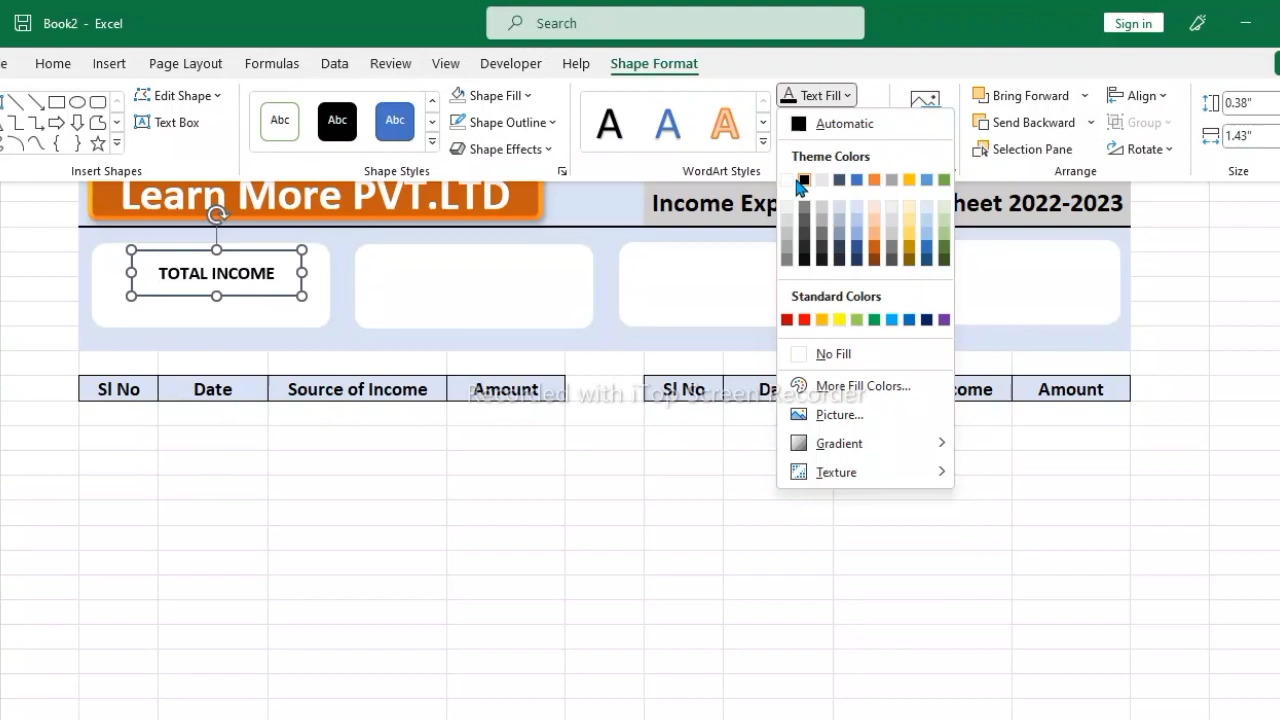 Book2 - Excel
Search
Sign in
Home Insert Page Layout Formulas Data Review View Developer Help Shape Format
Edit Shape
Text Box
Insert Shapes
Abc Abc Abc
Shape Fill
Shape Outline
Shape Effects
Shape Styles
A A A
WordArt Styles
Text Fill
Bring Forward
Send Backward
Selection Pane
Align
Group
Rotate
Arrange
0.38"
1.43"
Size
Automatic
Theme Colors
Standard Colors
No Fill
More Fill Colors...
Picture...
Gradient
Texture
Learn More PVT.LTD
Income Exp
heet 2022-2023
TOTAL INCOME
Sl No Date Source of Income Amount
Sl No Da ome Amount
Recorded with iTop Screen Recorder